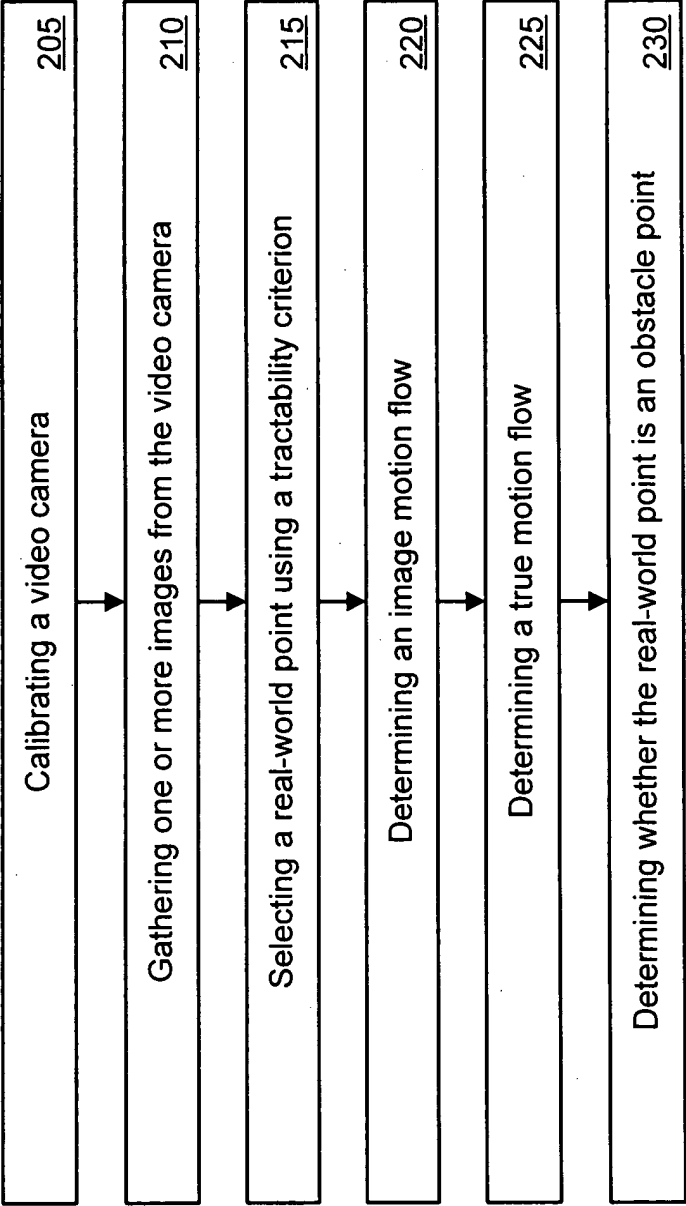 Calibrating a video camera 205
Gathering one or more images from the video camera 210
Selecting a real-world point using a tractability criterion 215
Determining an image motion flow 220
Determining a true motion flow 225
Determining whether the real-world point is an obstacle point 230